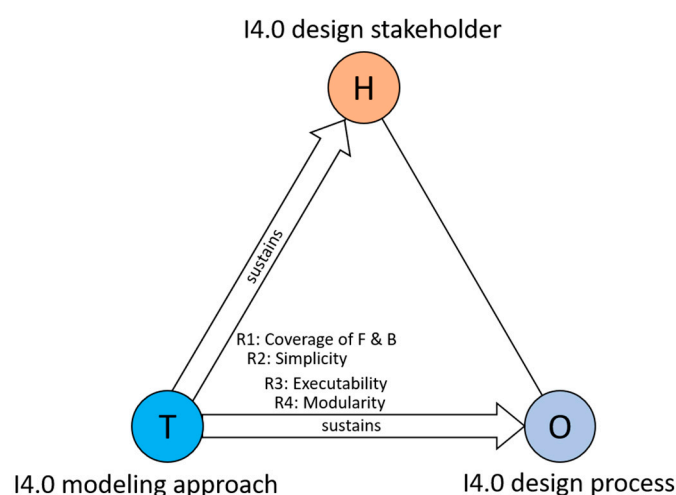 I4.0 design stakeholder
H
sustains
R1: Coverage of F & B
R2: Simplicity
R3: Executability
R4: Modularity
T
sustains
O
I4.0 modeling approach
I4.0 design process